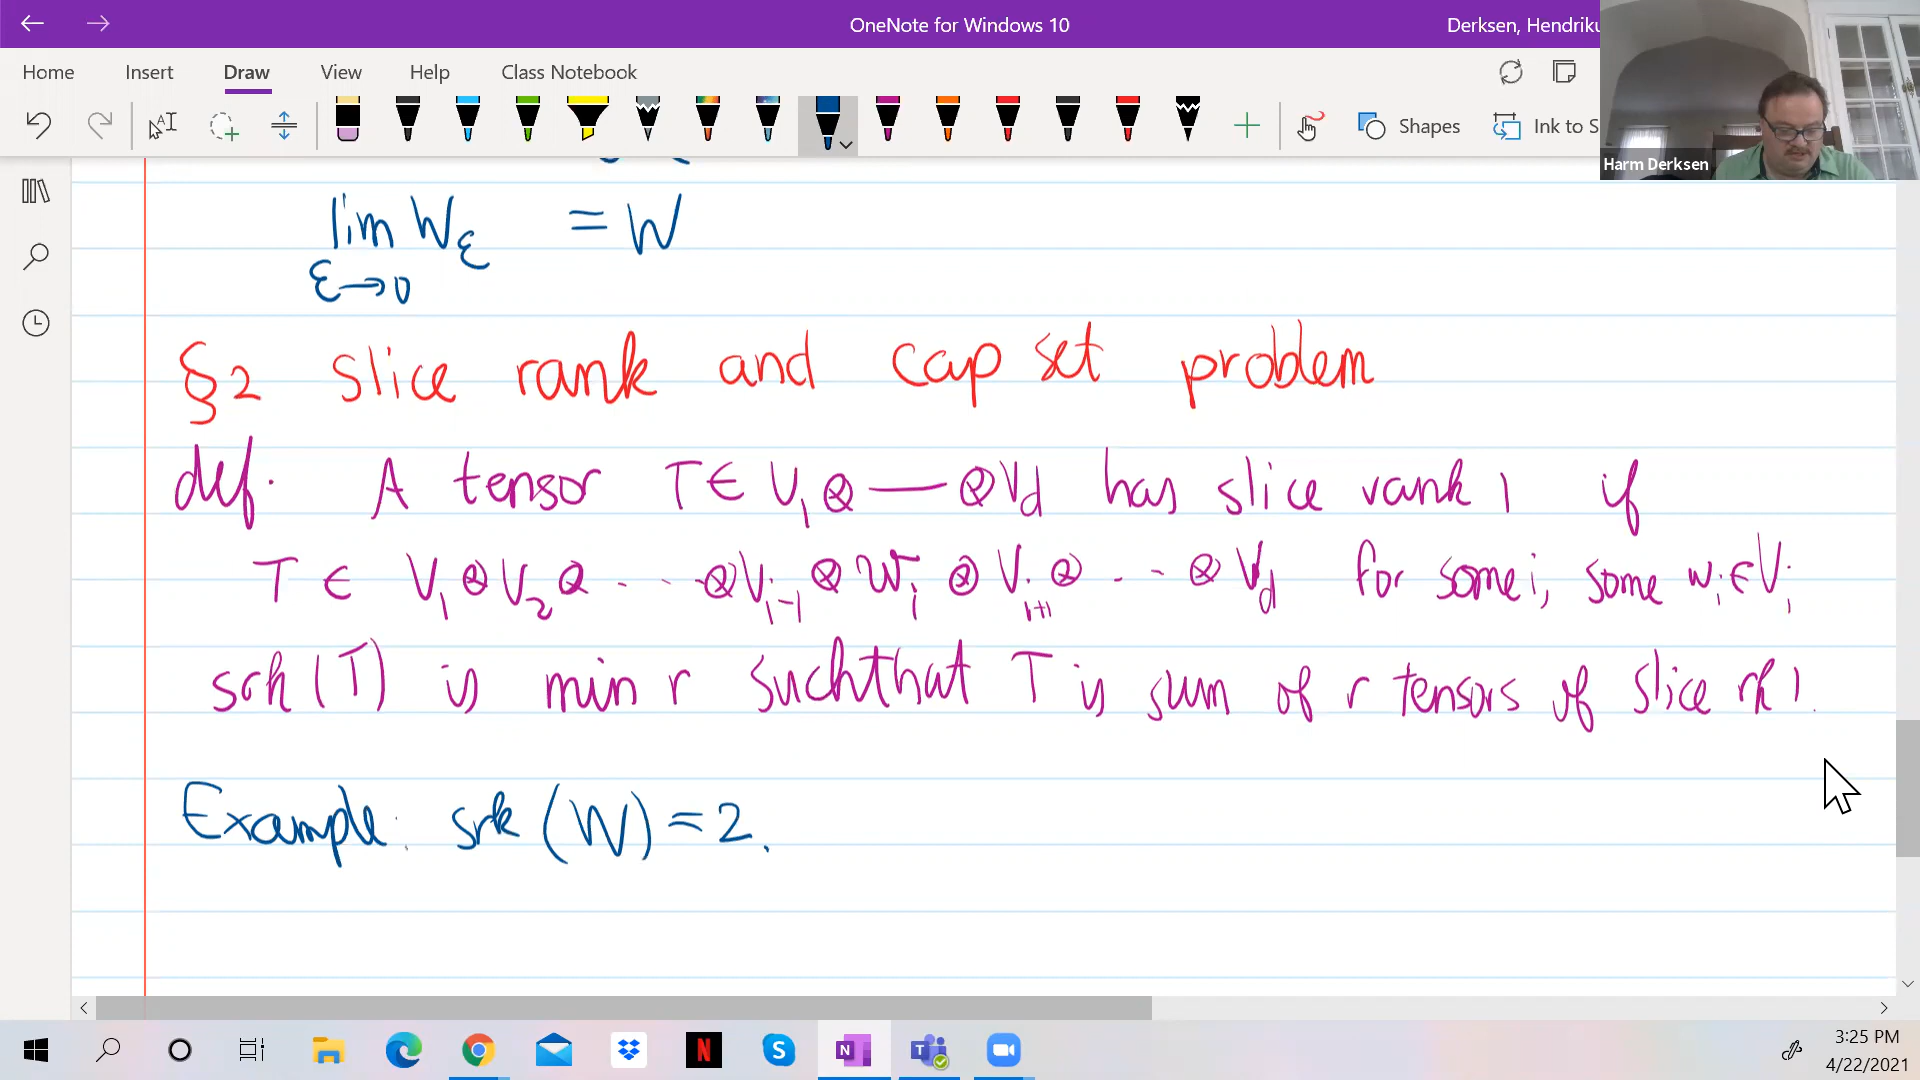 OneNote for Windows 10
Derksen, Hendriku
Home Insert Draw View Help Class Notebook
Shapes Ink to S
Harm Derksen
lim W_ε = W
ε→0
§2 slice rank and cap set problem
def. A tensor T∈ V_1 ⊗ — ⊗ V_d has slice rank 1 if
T ∈ V_1 ⊗ V_2 ⊗ ... ⊗ V_{i-1} ⊗ w_i ⊗ V_{i+1} ⊗ ... ⊗ V_d for some i, some w_i ∈ V_i
srk(T) is min r such that T is sum of r tensors of slice rk 1.
Example: srk(W) = 2.
3:25 PM
4/22/2021